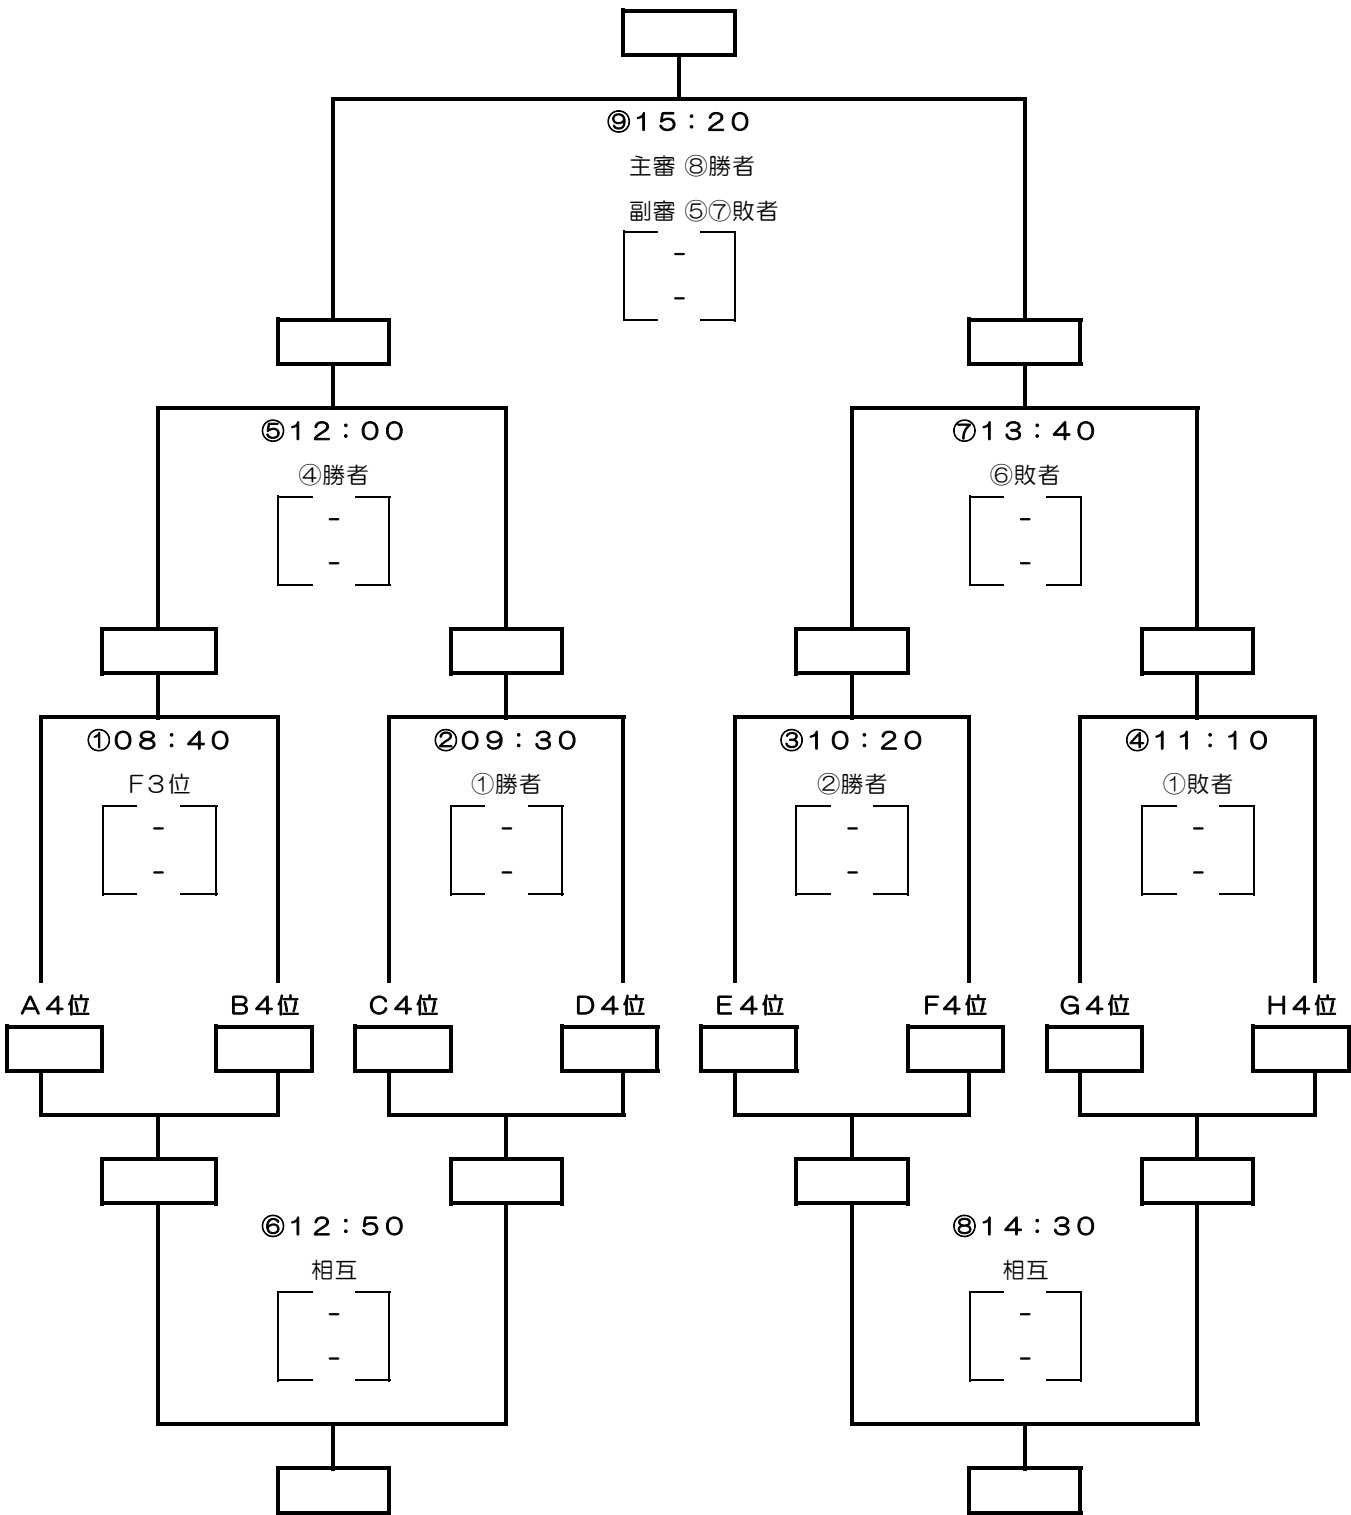 ⑨15：20
主審 ⑧勝者
副審 ⑤⑦敗者
-
-
⑤12：00
⑦13：40
④勝者
⑥敗者
- -
- -
①08：40
②09：30
③10：20
④11：10
F3位
①勝者
②勝者
①敗者
- - - -
- - - -
A4位
B4位
C4位
D4位
E4位
F4位
G4位
H4位
⑥12：50
⑧14：30
相互
相互
- -
- -